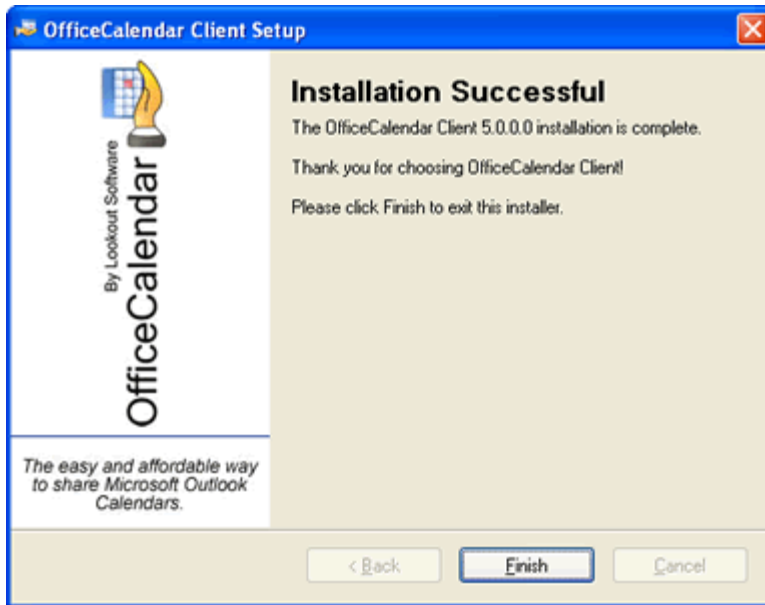 OfficeCalendar Client Setup
By Lookout Software
OfficeCalendar
The easy and affordable way
to share Microsoft Outlook
Calendars.
Installation Successful
The OfficeCalendar Client 5.0.0.0 installation is complete.
Thank you for choosing OfficeCalendar Client!
Please click Finish to exit this installer.
< Back
Finish
Cancel